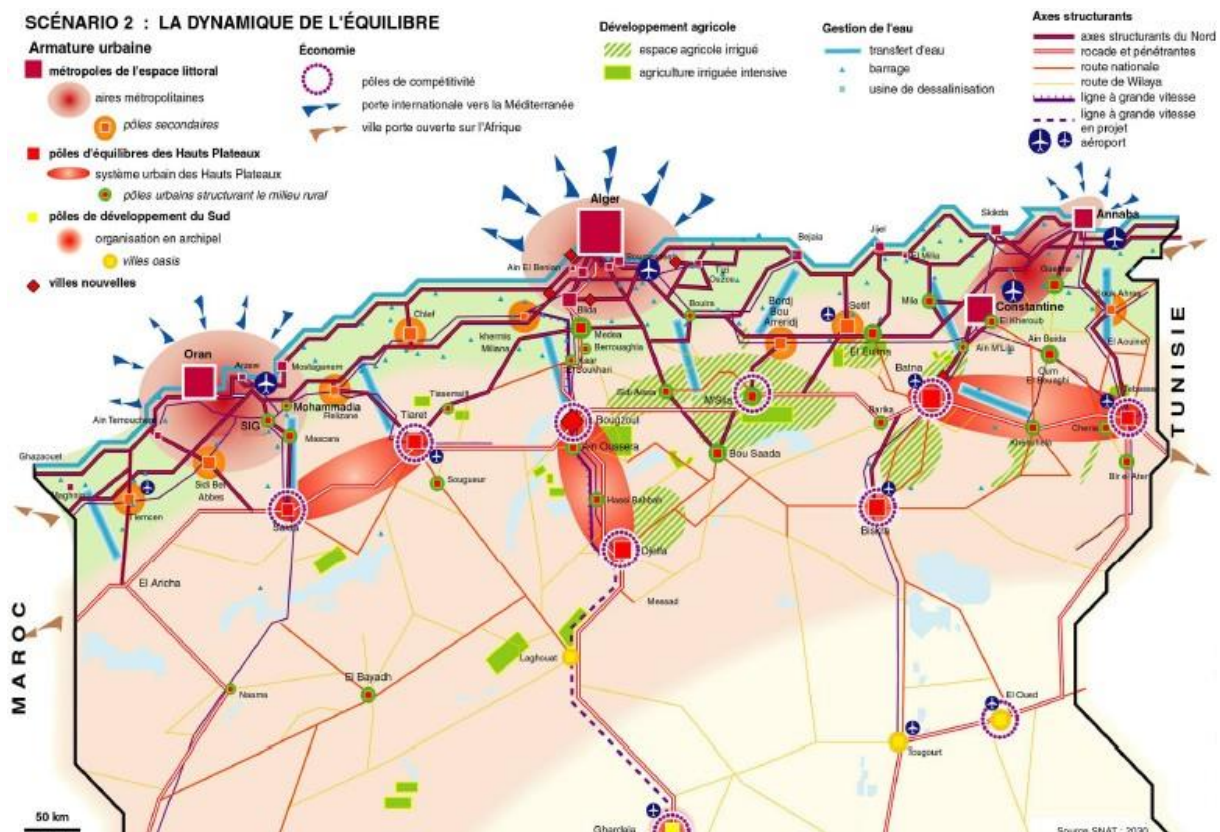 SCÉNARIO 2 : LA DYNAMIQUE DE L'ÉQUILIBRE
Armature urbaine
métropoles de l'espace littoral
aires métropolitaines
pôles secondaires
pôles d'équilibres des Hauts Plateaux
système urbain des Hauts Plateaux
pôles urbains structurant le milieu rural
pôles de développement du Sud
organisation en archipel
villes oasis
villes nouvelles
Économie
pôles de compétitivité
porte internationale vers la Méditerranée
ville porte ouverte sur l'Afrique
Développement agricole
espace agricole irrigué
agriculture irriguée intensive
Gestion de l'eau
transfert d'eau
barrage
usine de dessalinisation
Axes structurants
axes structurants du Nord
rocade et pénétrantes
route nationale
route de Wilaya
ligne à grande vitesse
ligne à grande vitesse
en projet
aéroport
Alger
Annaba
Skikda
Jijel
Bejaia
El Milia
Guelma
Ain El Benian
Tizi
Ouzou
Souk Ahras
Constantine
El Kheroub
Mila
Setif
Bordj
Bou
Arreridj
Bouira
Blida
Medea
Berrouaghia
Ksar
El Boukhari
Chlef
khemis
Miliana
Oran
Arzew
Mostaganem
Mohammadia
Relizane
SIG
Mascara
Ain Temouchent
Ghazaouet
Maghnia
Tlemcen
Sidi Bel
Abbes
Saida
Tiaret
Tissemsilt
Sougueur
Bougzoul
Ain Oussera
Hassi Bahbah
Djelfa
Sidi Aissa
M'Sila
Bou Saada
El Eulma
Ain M'Lila
Ain Beida
Oum
El Bouaghi
El Aouinet
Tebessa
Batna
Barika
Khenchela
Cheria
Bir el Ater
Biskra
Messad
Laghouat
El Aricha
Naama
El Bayadh
El Oued
Tougourt
Ghardaia
MAROC
TUNISIE
50 km
Source SNAT : 2030